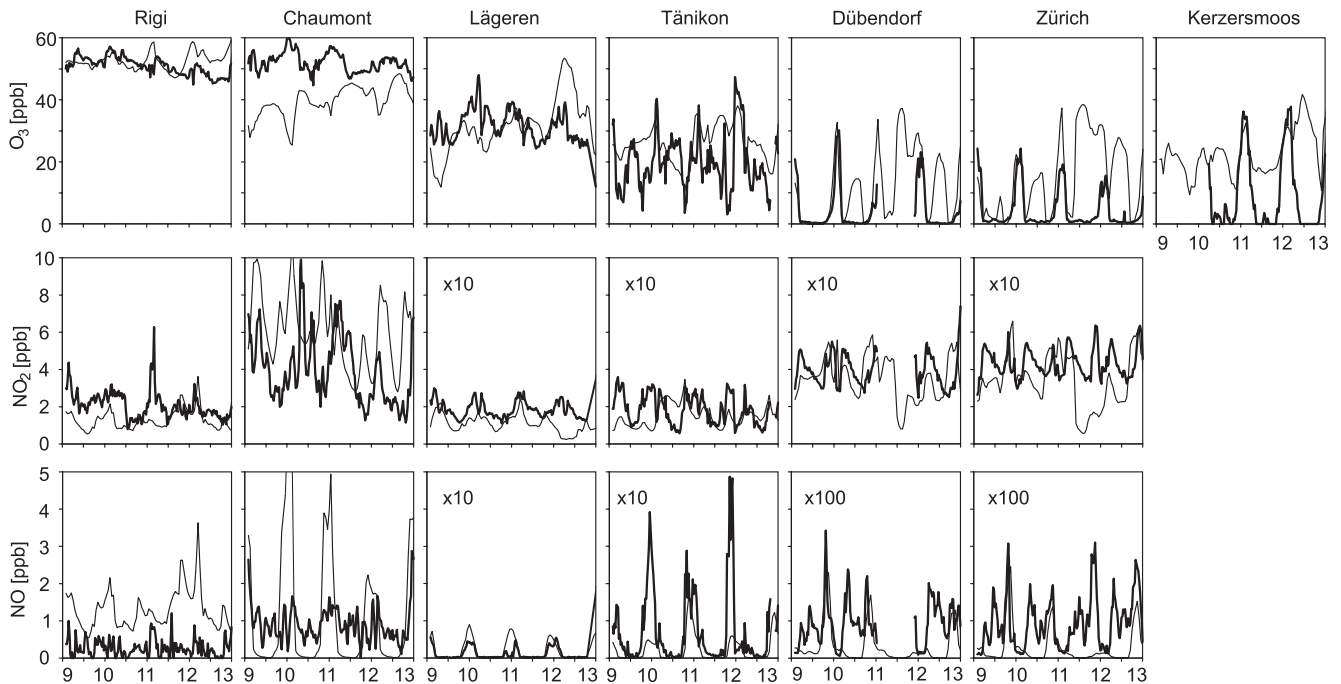 Rigi Chaumont Lägeren Tänikon Dübendorf Zürich Kerzersmoos
60
40
20
0
O3 [ppb]
9 10 11 12 13
10
8
6
4
2
0
NO2 [ppb]
x10 x10 x10 x10
5
4
3
2
1
0
NO [ppb]
x10 x10 x100 x100
9 10 11 12 13 9 10 11 12 13 9 10 11 12 13 9 10 11 12 13 9 10 11 12 13 9 10 11 12 13